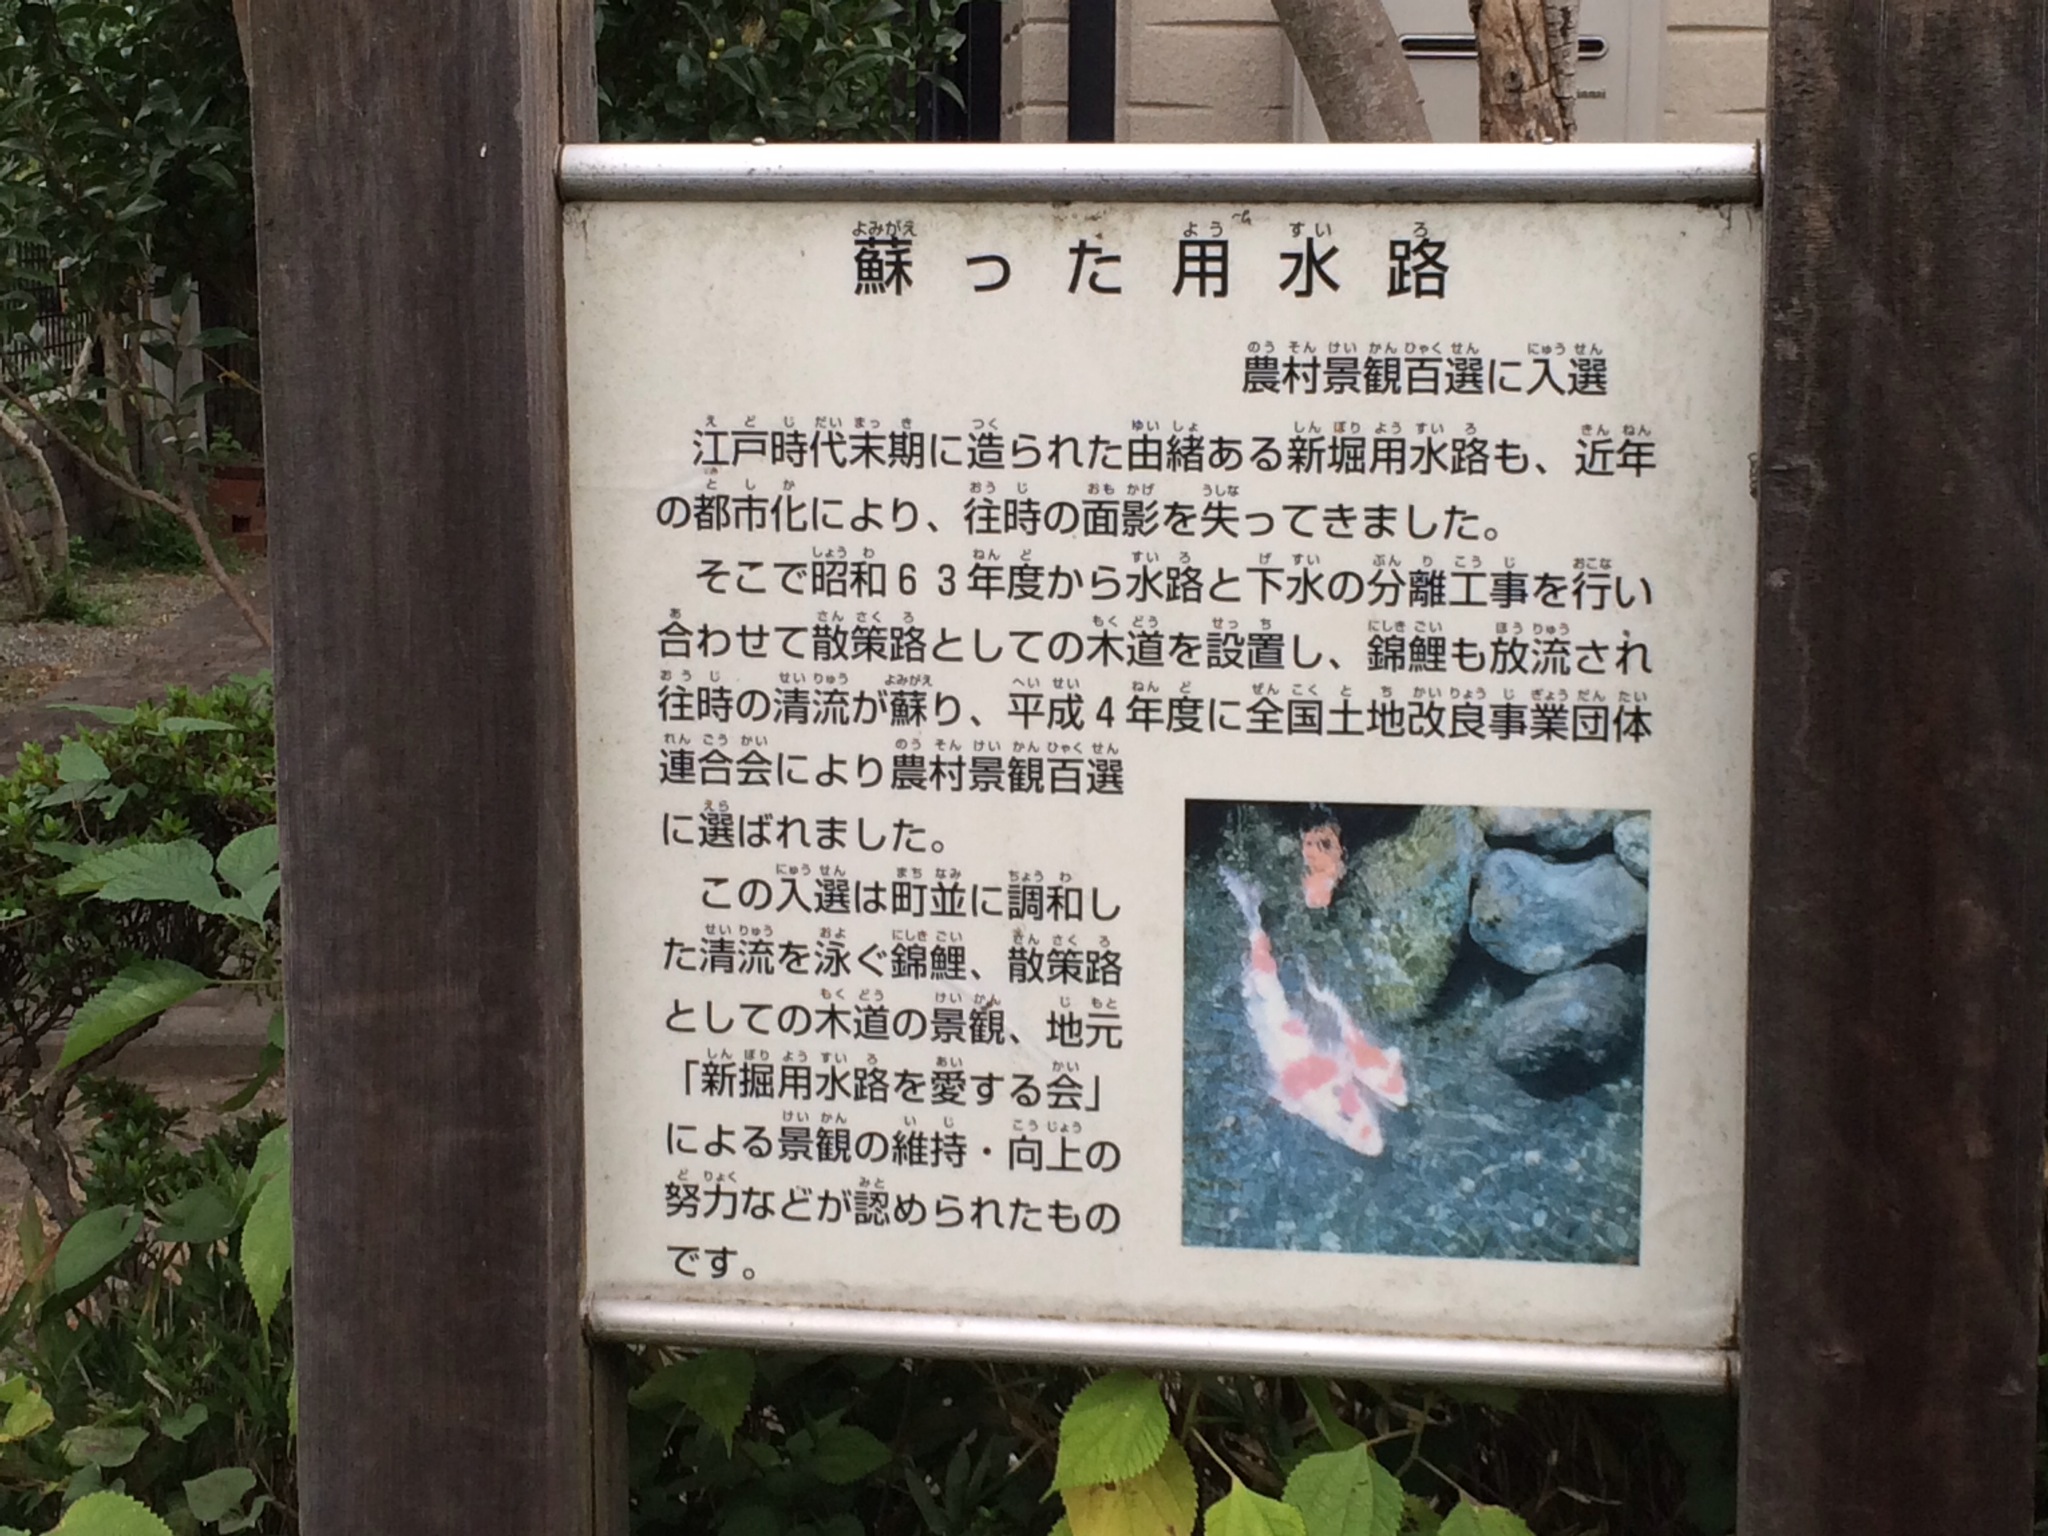 蘇った用水路
農村景観百選に入選
江戸時代末期に造られた由緒ある新堀用水路も、近年
の都市化により、往時の面影を失ってきました。
そこで昭和63年度から水路と下水の分離工事を行い
合わせて散策路としての木道を設置し、錦鯉も放流され
往時の清流が蘇り、平成4年度に全国土地改良事業団体
連合会により農村景観百選
に選ばれました。
この入選は町並に調和し
た清流を泳ぐ錦鯉、散策路
としての木道の景観、地元
「新掘用水路を愛する会」
による景観の維持・向上の
努力などが認められたもの
です。